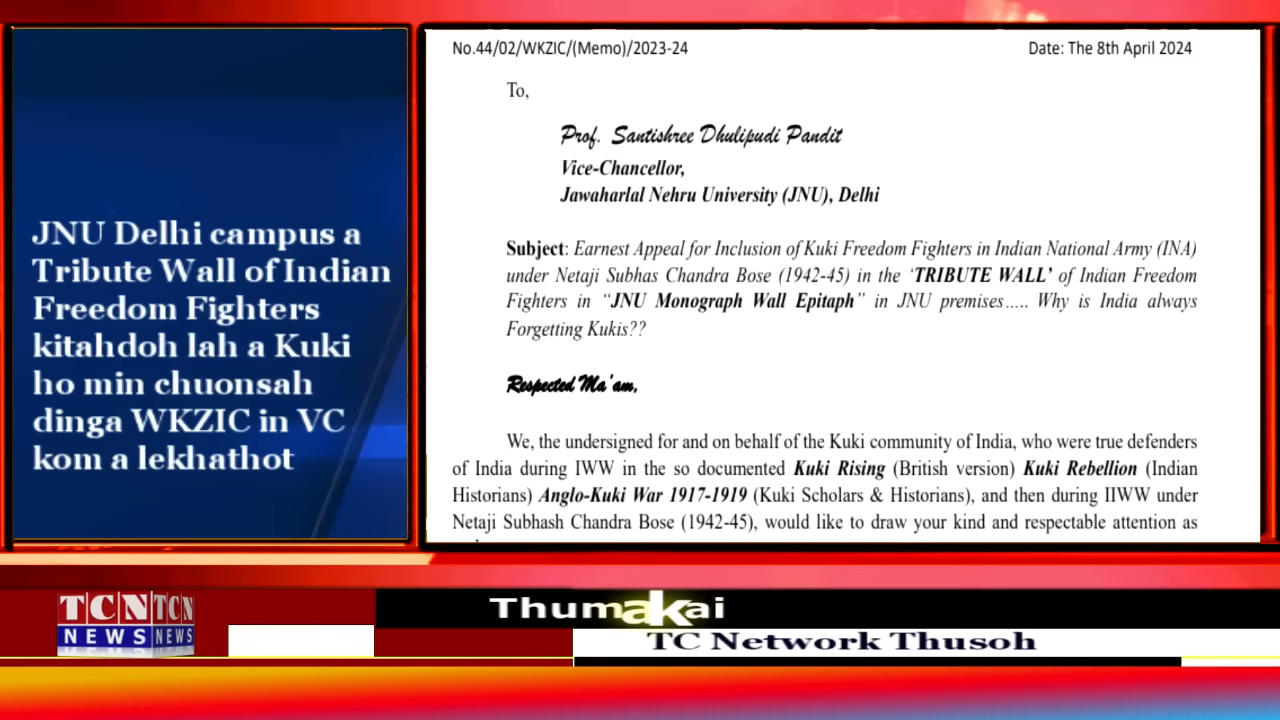 JNU Delhi campus a
Tribute Wall of Indian
Freedom Fighters
kitahdoh lah a Kuki
ho min chuonsah
dinga WKZIC in VC
kom a lekhathot
No.44/02/WKZIC/(Memo)/2023-24 Date: The 8th April 2024
To,
Prof. Santishree Dhulipudi Pandit
Vice-Chancellor,
Jawaharlal Nehru University (JNU), Delhi
Subject: Earnest Appeal for Inclusion of Kuki Freedom Fighters in Indian National Army (INA)
under Netaji Subhas Chandra Bose (1942-45) in the ‘TRIBUTE WALL’ of Indian Freedom
Fighters in “JNU Monograph Wall Epitaph” in JNU premises….. Why is India always
Forgetting Kukis??
Respected Ma’am,
We, the undersigned for and on behalf of the Kuki community of India, who were true defenders
of India during IWW in the so documented Kuki Rising (British version) Kuki Rebellion (Indian
Historians) Anglo-Kuki War 1917-1919 (Kuki Scholars & Historians), and then during IIWW under
Netaji Subhash Chandra Bose (1942-45), would like to draw your kind and respectable attention as
TCN TCN
NEWS NEWS
Thumakai
TC Network Thusoh